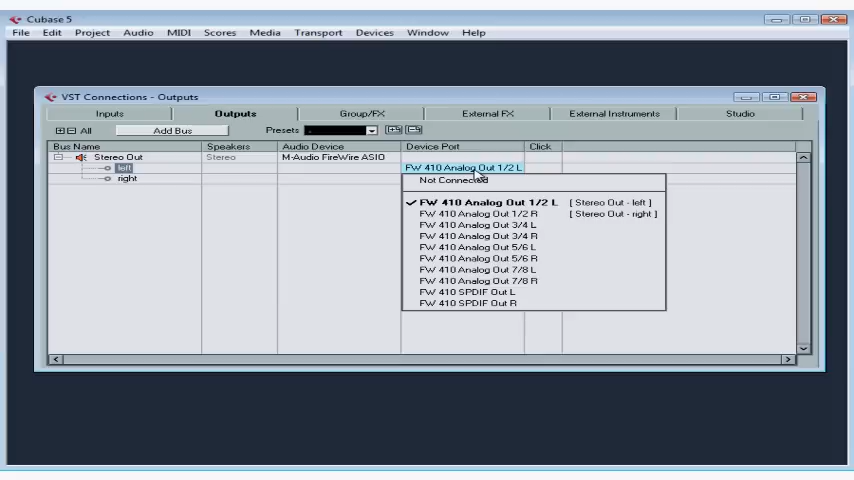 Cubase 5
File Edit Project Audio MIDI Scores Media Transport Devices Window Help
VST Connections - Outputs
Inputs Outputs Group/FX External FX External Instruments Studio
All Add Bus Presets -
Bus Name Speakers Audio Device Device Port Click
Stereo Out Stereo M-Audio FireWire ASIO
left FW 410 Analog Out 1/2 L
right
Not Connected
FW 410 Analog Out 1/2 L [ Stereo Out - left ]
FW 410 Analog Out 1/2 R [ Stereo Out - right ]
FW 410 Analog Out 3/4 L
FW 410 Analog Out 3/4 R
FW 410 Analog Out 5/6 L
FW 410 Analog Out 5/6 R
FW 410 Analog Out 7/8 L
FW 410 Analog Out 7/8 R
FW 410 SPDIF Out L
FW 410 SPDIF Out R